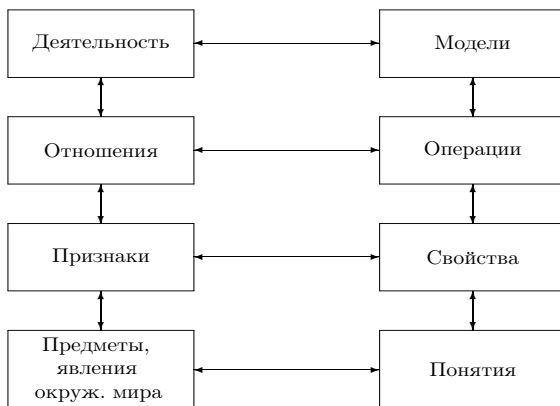 Деятельность
Модели
Отношения
Операции
Признаки
Свойства
Предметы,
явления
окруж. мира
Понятия